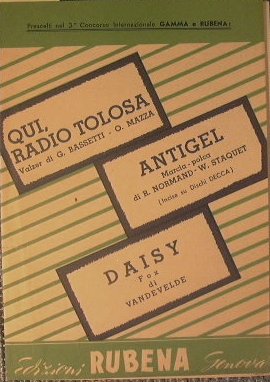 Prescelti nel 3° Concorso Internazionale GAMMA e RUBENA:
QUI,
RADIO TOLOSA
Valzer di G. BASSETTI - O. MAZZA
ANTIGEL
Marcia-polca
di R. NORMAND - W. STAQUET
(Incisa su Dischi DECCA)
DAISY
Fox
di
VANDEVELDE
Edizioni RUBENA Genova